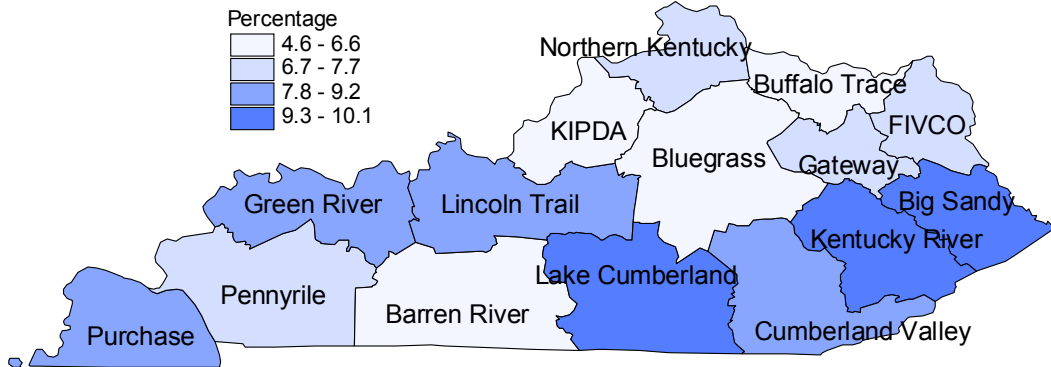 Percentage
4.6 - 6.6
6.7 - 7.7
7.8 - 9.2
9.3 - 10.1
Northern Kentucky
Buffalo Trace
KIPDA
FIVCO
Bluegrass
Gateway
Green River
Lincoln Trail
Big Sandy
Kentucky River
Lake Cumberland
Pennyrile
Barren River
Purchase
Cumberland Valley